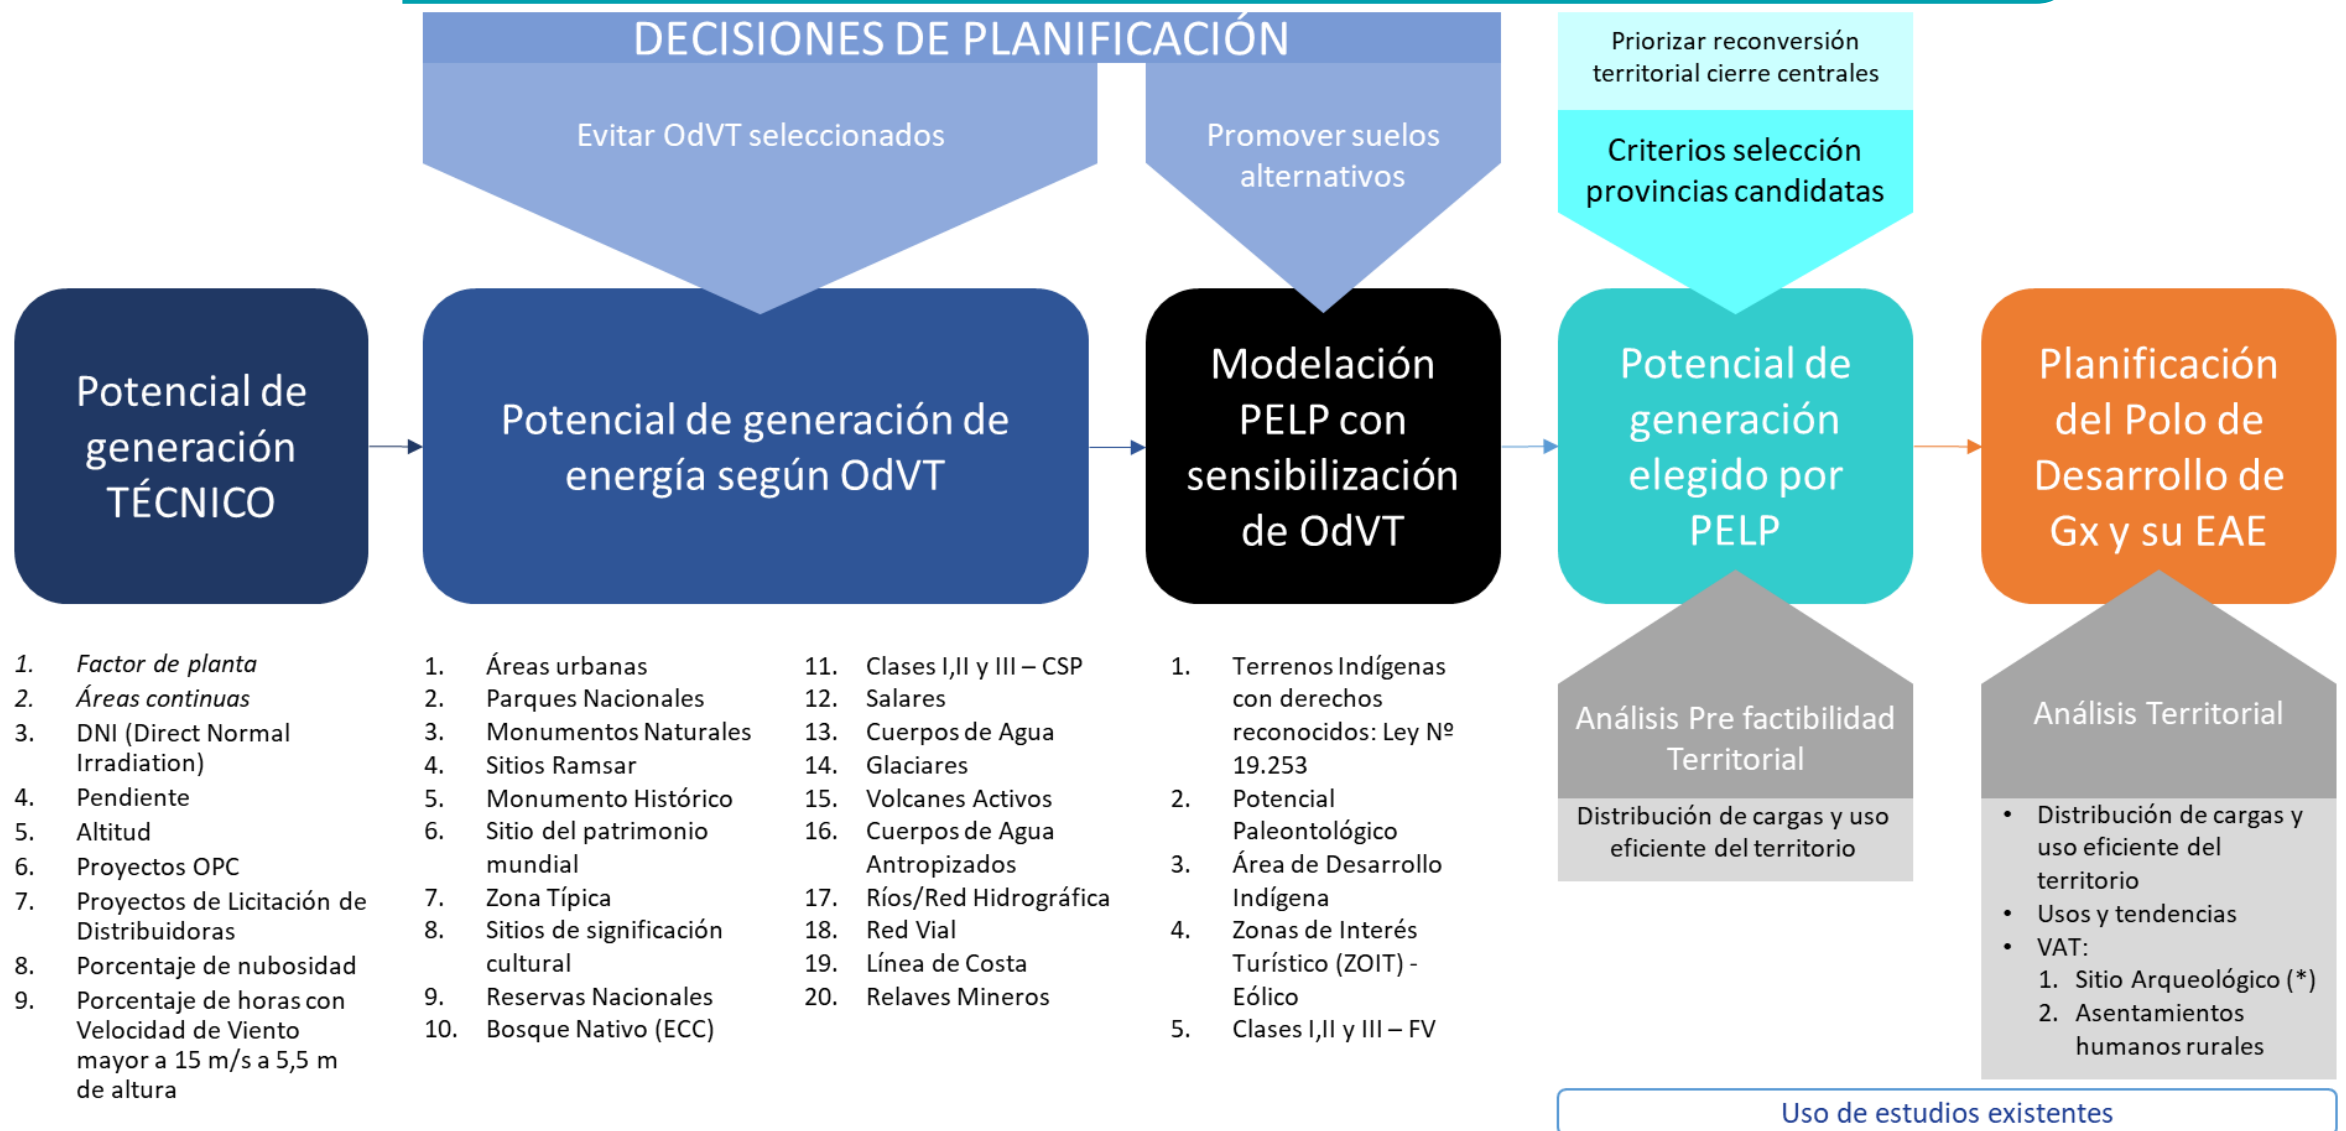 DECISIONES DE PLANIFICACIÓN
Evitar OdVT seleccionados
Promover suelos
alternativos
Priorizar reconversión
territorial cierre centrales
Criterios selección
provincias candidatas
Potencial de
generación
TÉCNICO
Potencial de generación de
energía según OdVT
Modelación
PELP con
sensibilización
de OdVT
Potencial de
generación
elegido por
PELP
Planificación
del Polo de
Desarrollo de
Gx y su EAE
1. Factor de planta
2. Áreas continuas
3. DNI (Direct Normal
Irradiation)
4. Pendiente
5. Altitud
6. Proyectos OPC
7. Proyectos de Licitación de
Distribuidoras
8. Porcentaje de nubosidad
9. Porcentaje de horas con
Velocidad de Viento
mayor a 15 m/s a 5,5 m
de altura
1. Áreas urbanas
2. Parques Nacionales
3. Monumentos Naturales
4. Sitios Ramsar
5. Monumento Histórico
6. Sitio del patrimonio
mundial
7. Zona Típica
8. Sitios de significación
cultural
9. Reservas Nacionales
10. Bosque Nativo (ECC)
11. Clases I,II y III – CSP
12. Salares
13. Cuerpos de Agua
14. Glaciares
15. Volcanes Activos
16. Cuerpos de Agua
Antropizados
17. Ríos/Red Hidrográfica
18. Red Vial
19. Línea de Costa
20. Relaves Mineros
1. Terrenos Indígenas
con derechos
reconocidos: Ley Nº
19.253
2. Potencial
Paleontológico
3. Área de Desarrollo
Indígena
4. Zonas de Interés
Turístico (ZOIT) -
Eólico
5. Clases I,II y III – FV
Análisis Pre factibilidad
Territorial
Distribución de cargas y uso
eficiente del territorio
Análisis Territorial
• Distribución de cargas y
uso eficiente del
territorio
• Usos y tendencias
• VAT:
1. Sitio Arqueológico (*)
2. Asentamientos
humanos rurales
Uso de estudios existentes